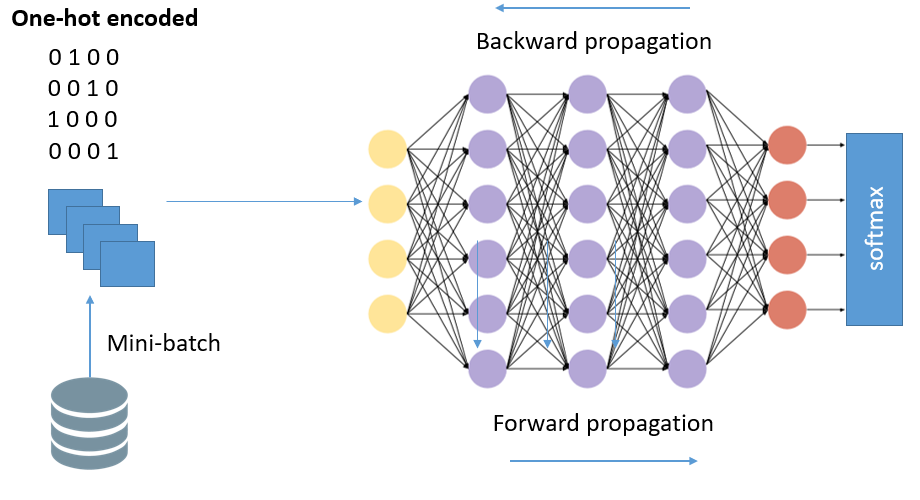 One-hot encoded
0 1 0 0
0 0 1 0
1 0 0 0
0 0 0 1
Mini-batch
Backward propagation
Forward propagation
softmax